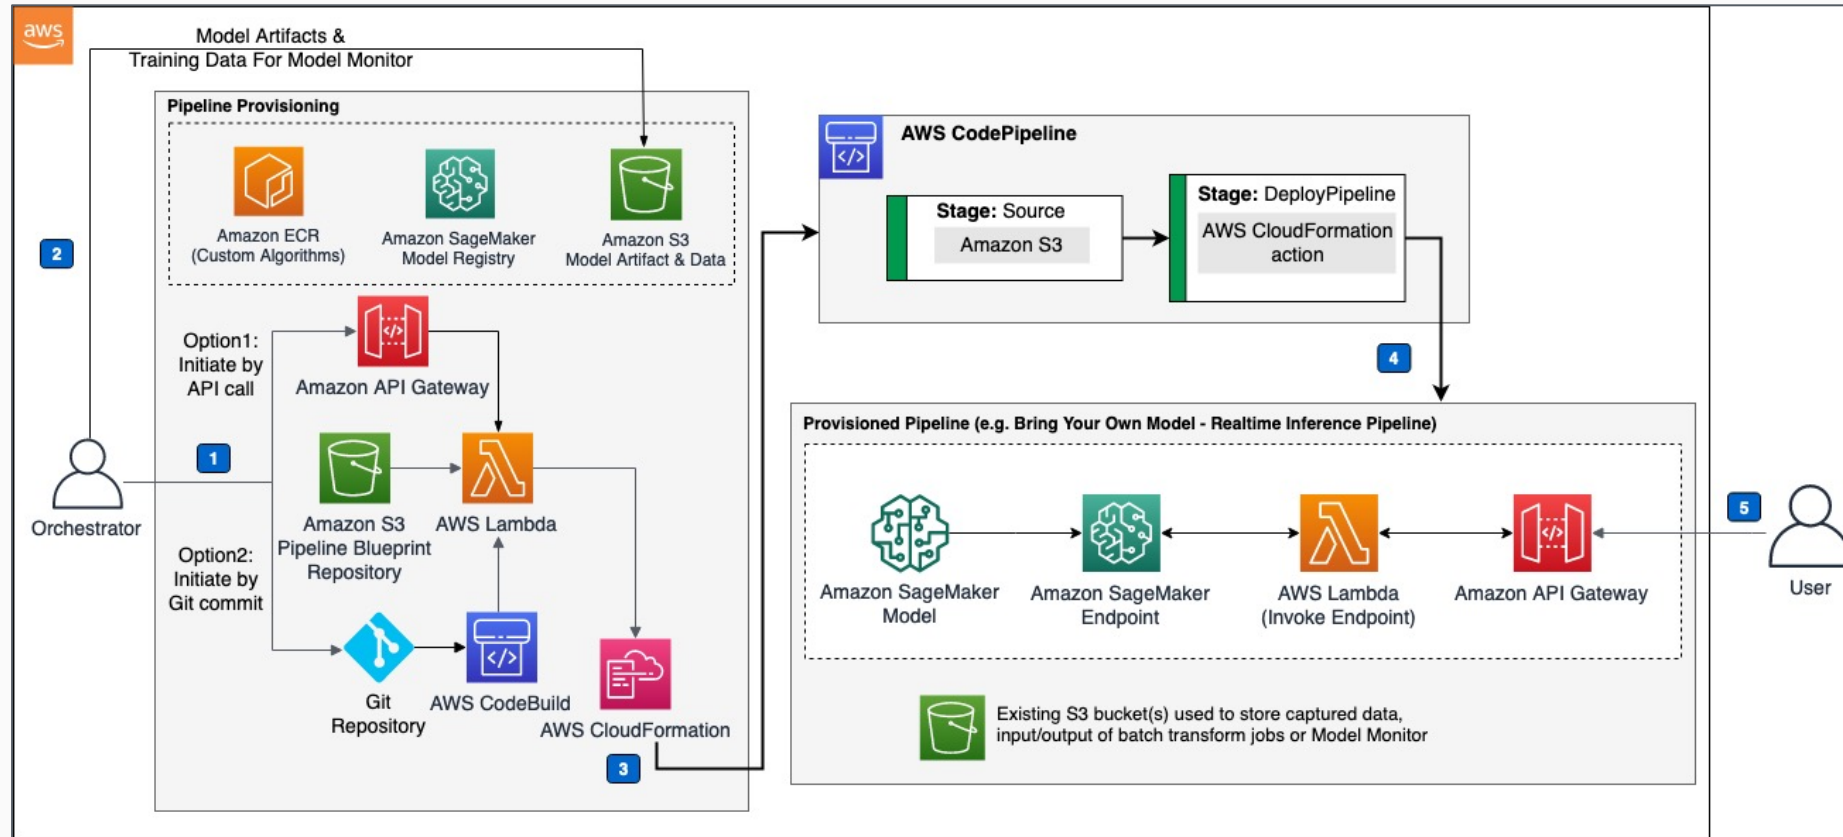 aws
Model Artifacts &
Training Data For Model Monitor
Pipeline Provisioning
Amazon ECR
(Custom Algorithms)
Amazon SageMaker
Model Registry
Amazon S3
Model Artifact & Data
2
Option1:
Initiate by
API call
Amazon API Gateway
1
Orchestrator
Amazon S3
Pipeline Blueprint
Repository
AWS Lambda
Option2:
Initiate by
Git commit
Git
Repository
AWS CodeBuild
AWS CloudFormation
3
AWS CodePipeline
Stage: Source
Amazon S3
Stage: DeployPipeline
AWS CloudFormation
action
4
Provisioned Pipeline (e.g. Bring Your Own Model - Realtime Inference Pipeline)
Amazon SageMaker
Model
Amazon SageMaker
Endpoint
AWS Lambda
(Invoke Endpoint)
Amazon API Gateway
5
User
Existing S3 bucket(s) used to store captured data,
input/output of batch transform jobs or Model Monitor